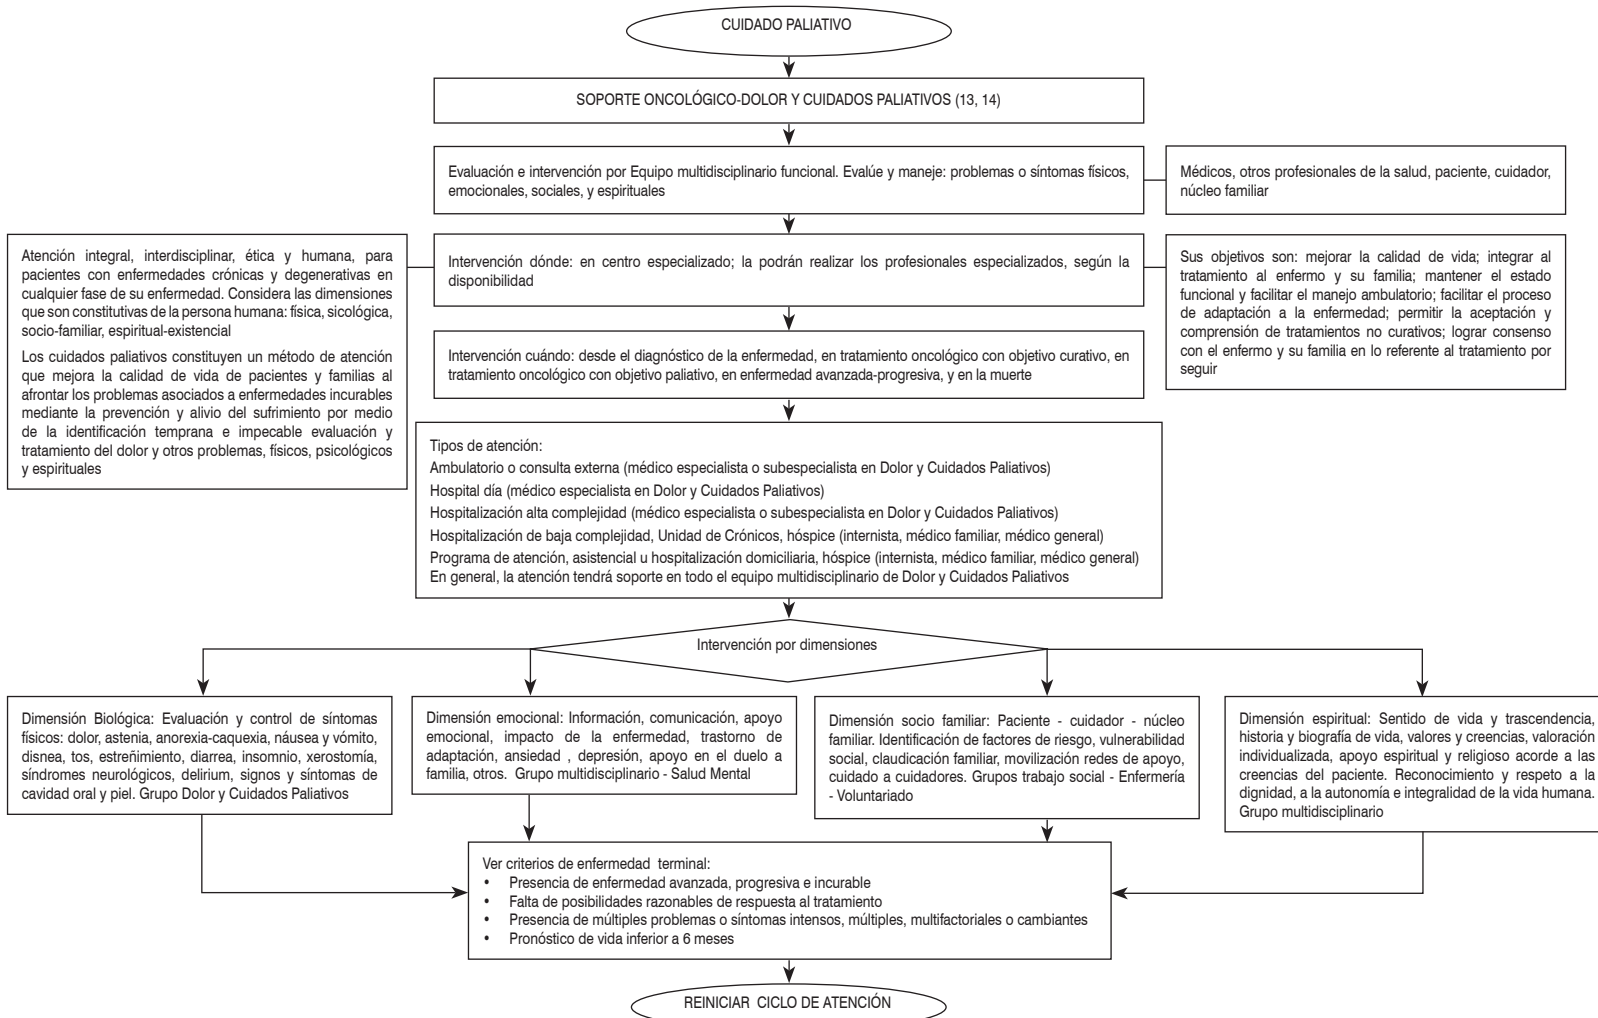 CUIDADO PALIATIVO
SOPORTE ONCOLÓGICO-DOLOR Y CUIDADOS PALIATIVOS (13, 14)
Evaluación e intervención por Equipo multidisciplinario funcional. Evalúe y maneje: problemas o síntomas físicos,
emocionales, sociales, y espirituales
Médicos, otros profesionales de la salud, paciente, cuidador,
núcleo familiar
Atención integral, interdisciplinar, ética y humana, para
pacientes con enfermedades crónicas y degenerativas en
cualquier fase de su enfermedad. Considera las dimensiones
que son constitutivas de la persona humana: física, sicológica,
socio-familiar, espiritual-existencial
Los cuidados paliativos constituyen un método de atención
que mejora la calidad de vida de pacientes y familias al
afrontar los problemas asociados a enfermedades incurables
mediante la prevención y alivio del sufrimiento por medio
de la identificación temprana e impecable evaluación y
tratamiento del dolor y otros problemas, físicos, psicológicos
y espirituales
Intervención dónde: en centro especializado; la podrán realizar los profesionales especializados, según la
disponibilidad
Sus objetivos son: mejorar la calidad de vida; integrar al
tratamiento al enfermo y su familia; mantener el estado
funcional y facilitar el manejo ambulatorio; facilitar el proceso
de adaptación a la enfermedad; permitir la aceptación y
comprensión de tratamientos no curativos; lograr consenso
con el enfermo y su familia en lo referente al tratamiento por
seguir
Intervención cuándo: desde el diagnóstico de la enfermedad, en tratamiento oncológico con objetivo curativo, en
tratamiento oncológico con objetivo paliativo, en enfermedad avanzada-progresiva, y en la muerte
Tipos de atención:
Ambulatorio o consulta externa (médico especialista o subespecialista en Dolor y Cuidados Paliativos)
Hospital día (médico especialista en Dolor y Cuidados Paliativos)
Hospitalización alta complejidad (médico especialista o subespecialista en Dolor y Cuidados Paliativos)
Hospitalización de baja complejidad, Unidad de Crónicos, hóspice (internista, médico familiar, médico general)
Programa de atención, asistencial u hospitalización domiciliaria, hóspice (internista, médico familiar, médico general)
En general, la atención tendrá soporte en todo el equipo multidisciplinario de Dolor y Cuidados Paliativos
Intervención por dimensiones
Dimensión Biológica: Evaluación y control de síntomas
físicos: dolor, astenia, anorexia-caquexia, náusea y vómito,
disnea, tos, estreñimiento, diarrea, insomnio, xerostomía,
síndromes neurológicos, delirium, signos y síntomas de
cavidad oral y piel. Grupo Dolor y Cuidados Paliativos
Dimensión emocional: Información, comunicación, apoyo
emocional, impacto de la enfermedad, trastorno de
adaptación, ansiedad , depresión, apoyo en el duelo a
familia, otros. Grupo multidisciplinario - Salud Mental
Dimensión socio familiar: Paciente - cuidador - núcleo
familiar. Identificación de factores de riesgo, vulnerabilidad
social, claudicación familiar, movilización redes de apoyo,
cuidado a cuidadores. Grupos trabajo social - Enfermería
- Voluntariado
Dimensión espiritual: Sentido de vida y trascendencia,
historia y biografía de vida, valores y creencias, valoración
individualizada, apoyo espiritual y religioso acorde a las
creencias del paciente. Reconocimiento y respeto a la
dignidad, a la autonomía e integralidad de la vida humana.
Grupo multidisciplinario
Ver criterios de enfermedad terminal:
• Presencia de enfermedad avanzada, progresiva e incurable
• Falta de posibilidades razonables de respuesta al tratamiento
• Presencia de múltiples problemas o síntomas intensos, múltiples, multifactoriales o cambiantes
• Pronóstico de vida inferior a 6 meses
REINICIAR CICLO DE ATENCIÓN